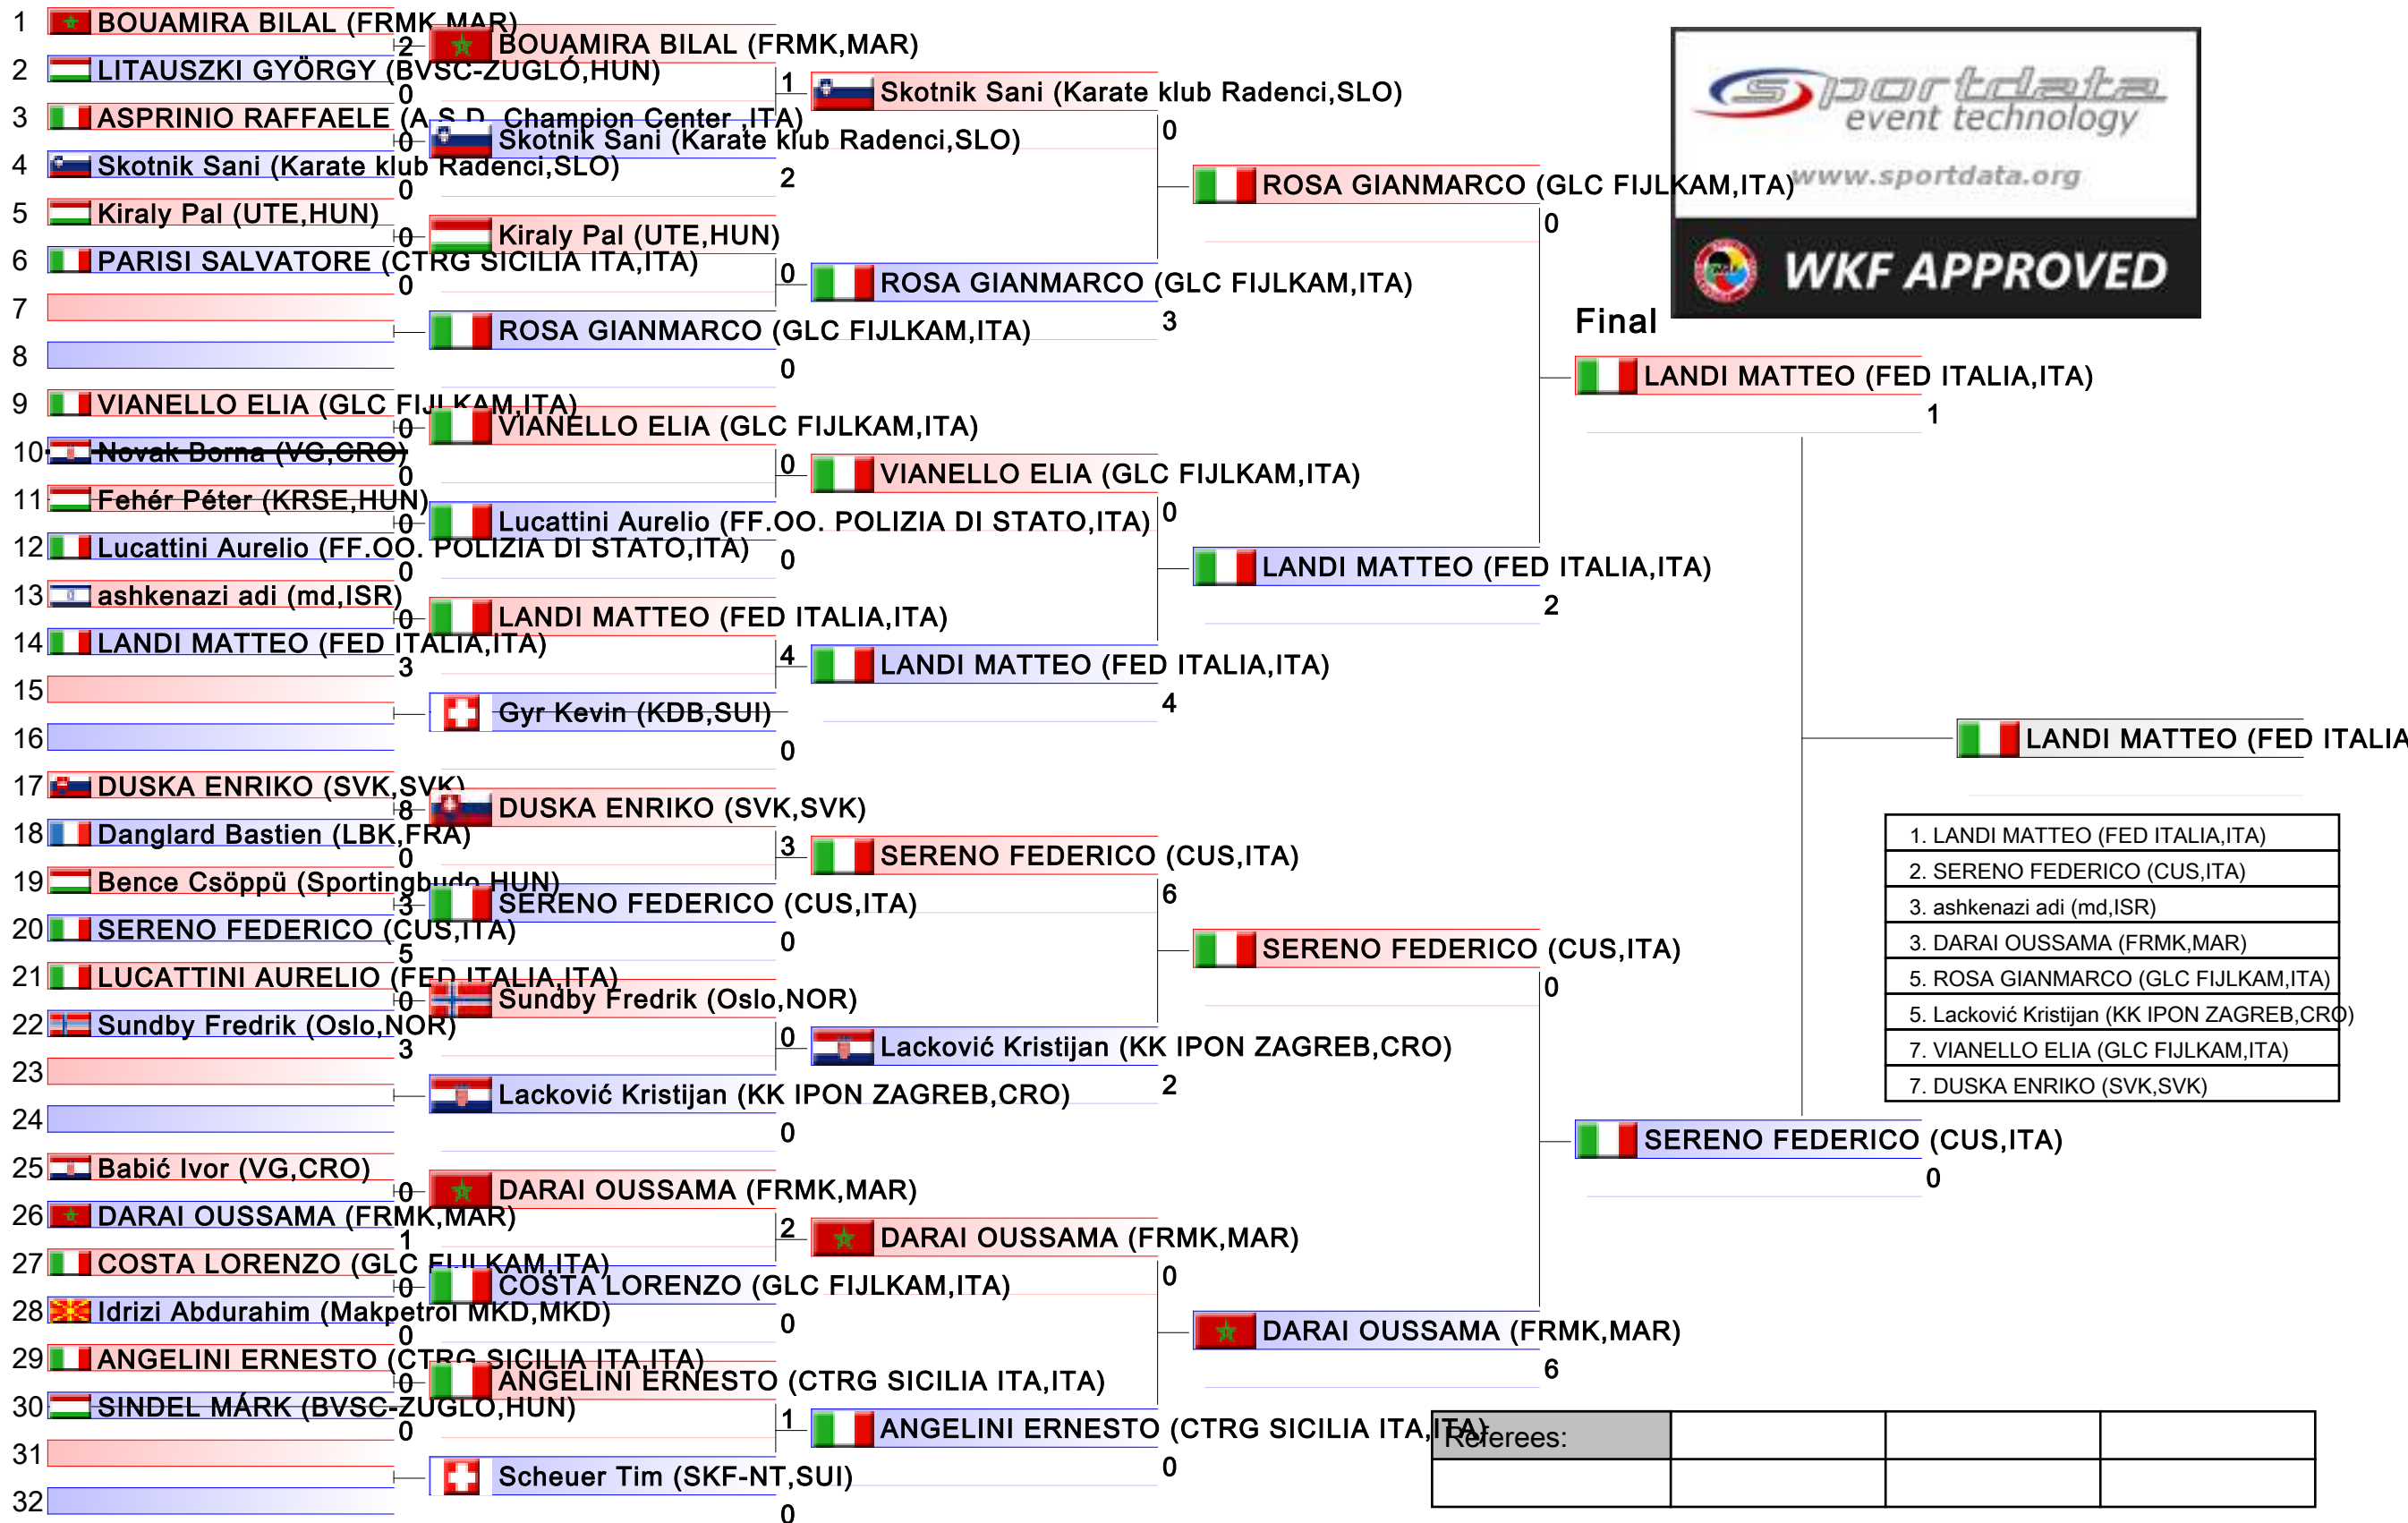 1 BOUAMIRA BILAL (FRMK,MAR)
2
2 LITAUSZKI GYÖRGY (BVSC-ZUGLÓ,HUN)
0
3 ASPRINIO RAFFAELE (A.S.D. Champion Center ,ITA)
0
4 Skotnik Sani (Karate klub Radenci,SLO)
0
5 Kiraly Pal (UTE,HUN)
0
6 PARISI SALVATORE (CTRG SICILIA ITA,ITA)
0
7
8
9 VIANELLO ELIA (GLC FIJLKAM,ITA)
0
10 Novak Borna (VG,CRO)
0
11 Fehér Péter (KRSE,HUN)
0
12 Lucattini Aurelio (FF.OO. POLIZIA DI STATO,ITA)
0
13 ashkenazi adi (md,ISR)
0
14 LANDI MATTEO (FED ITALIA,ITA)
3
15
16
17 DUSKA ENRIKO (SVK,SVK)
8
18 Danglard Bastien (LBK,FRA)
0
19 Bence Csöppü (Sportingbudo,HUN)
3
20 SERENO FEDERICO (CUS,ITA)
5
21 LUCATTINI AURELIO (FED ITALIA,ITA)
0
22 Sundby Fredrik (Oslo,NOR)
3
23
24
25 Babić Ivor (VG,CRO)
0
26 DARAI OUSSAMA (FRMK,MAR)
1
27 COSTA LORENZO (GLC FIJLKAM,ITA)
0
28 Idrizi Abdurahim (Makpetrol MKD,MKD)
0
29 ANGELINI ERNESTO (CTRG SICILIA ITA,ITA)
0
30 SINDEL MÁRK (BVSC-ZUGLÓ,HUN)
0
31
32
BOUAMIRA BILAL (FRMK,MAR)
1
Skotnik Sani (Karate klub Radenci,SLO)
2
Kiraly Pal (UTE,HUN)
0
ROSA GIANMARCO (GLC FIJLKAM,ITA)
0
VIANELLO ELIA (GLC FIJLKAM,ITA)
0
Lucattini Aurelio (FF.OO. POLIZIA DI STATO,ITA)
0
LANDI MATTEO (FED ITALIA,ITA)
4
Gyr Kevin (KDB,SUI)
0
DUSKA ENRIKO (SVK,SVK)
3
SERENO FEDERICO (CUS,ITA)
0
Sundby Fredrik (Oslo,NOR)
0
Lacković Kristijan (KK IPON ZAGREB,CRO)
0
DARAI OUSSAMA (FRMK,MAR)
2
COSTA LORENZO (GLC FIJLKAM,ITA)
0
ANGELINI ERNESTO (CTRG SICILIA ITA,ITA)
1
Scheuer Tim (SKF-NT,SUI)
0
Skotnik Sani (Karate klub Radenci,SLO)
0
ROSA GIANMARCO (GLC FIJLKAM,ITA)
3
VIANELLO ELIA (GLC FIJLKAM,ITA)
0
LANDI MATTEO (FED ITALIA,ITA)
4
SERENO FEDERICO (CUS,ITA)
6
Lacković Kristijan (KK IPON ZAGREB,CRO)
2
DARAI OUSSAMA (FRMK,MAR)
0
ANGELINI ERNESTO (CTRG SICILIA ITA,ITA)
0
ROSA GIANMARCO (GLC FIJLKAM,ITA)
0
LANDI MATTEO (FED ITALIA,ITA)
2
SERENO FEDERICO (CUS,ITA)
0
DARAI OUSSAMA (FRMK,MAR)
6
sportdata
event technology
www.sportdata.org
WKF APPROVED
Final
LANDI MATTEO (FED ITALIA,ITA)
1
SERENO FEDERICO (CUS,ITA)
0
LANDI MATTEO (FED ITALIA
1. LANDI MATTEO (FED ITALIA,ITA)
2. SERENO FEDERICO (CUS,ITA)
3. ashkenazi adi (md,ISR)
3. DARAI OUSSAMA (FRMK,MAR)
5. ROSA GIANMARCO (GLC FIJLKAM,ITA)
5. Lacković Kristijan (KK IPON ZAGREB,CRO)
7. VIANELLO ELIA (GLC FIJLKAM,ITA)
7. DUSKA ENRIKO (SVK,SVK)
Referees: